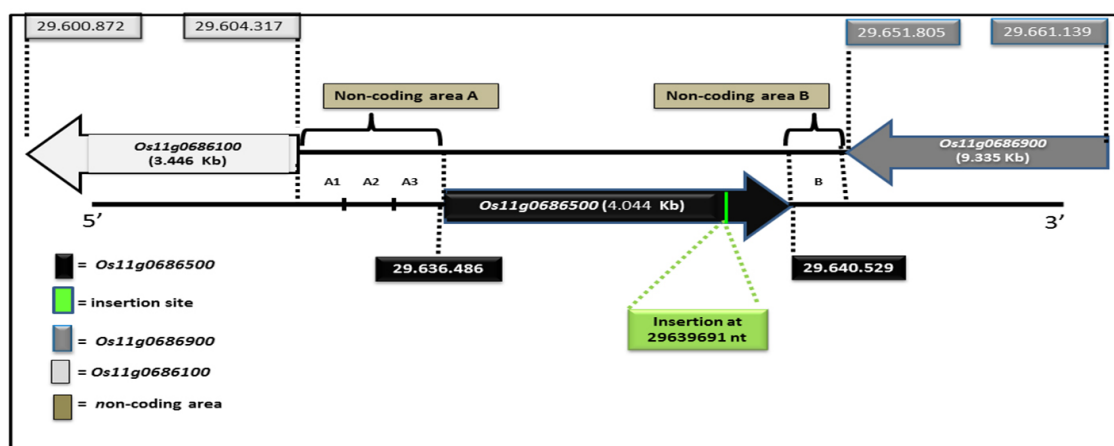 29.600.872
29.604.317
29.651.805
29.661.139
Non-coding area A
Non-coding area B
Os11g0686100
(3.446 Kb)
Os11g0686900
(9.335 Kb)
A1
A2
A3
B
Os11g0686500 (4.044 Kb)
5’
3’
29.636.486
29.640.529
Insertion at
29639691 nt
= Os11g0686500
= insertion site
= Os11g0686900
= Os11g0686100
= non-coding area